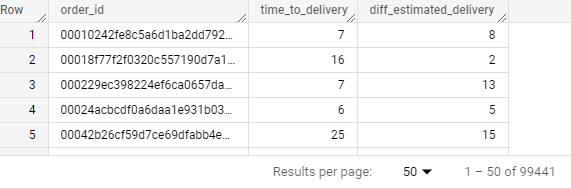 Row order_id time_to_delivery diff_estimated_delivery
1 00010242fe8c5a6d1ba2dd792... 7 8
2 00018f77f2f0320c557190d7a1... 16 2
3 000229ec398224ef6ca0657da... 7 13
4 00024acbcdf0a6daa1e931b03... 6 5
5 00042b26cf59d7ce69dfabb4e... 25 15
Results per page: 50 1 – 50 of 99441